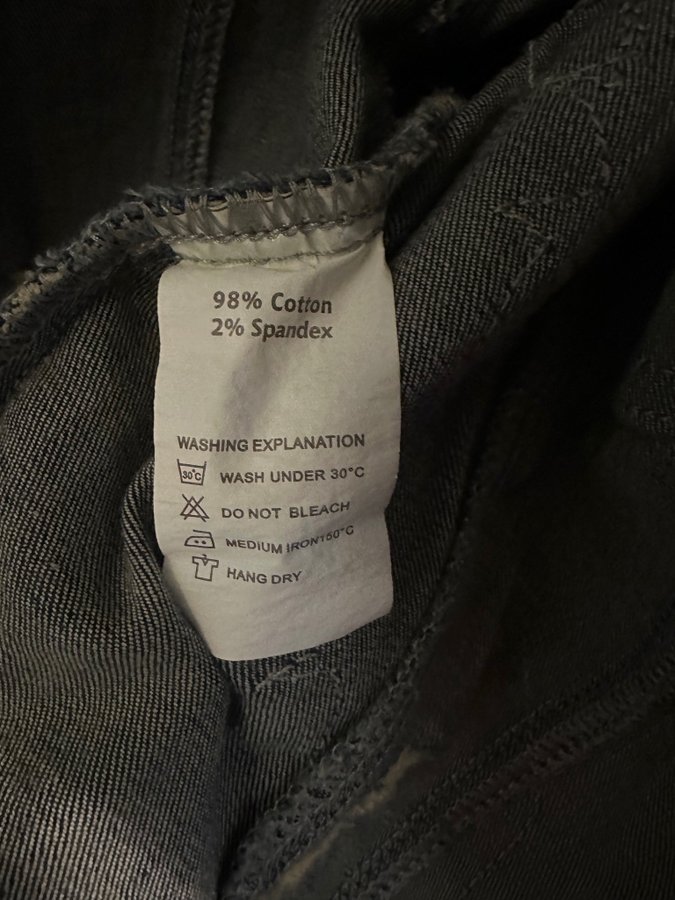 98% Cotton
2% Spandex
WASHING EXPLANATION
30°C WASH UNDER 30°C
DO NOT BLEACH
MEDIUM IRON150°C
HANG DRY